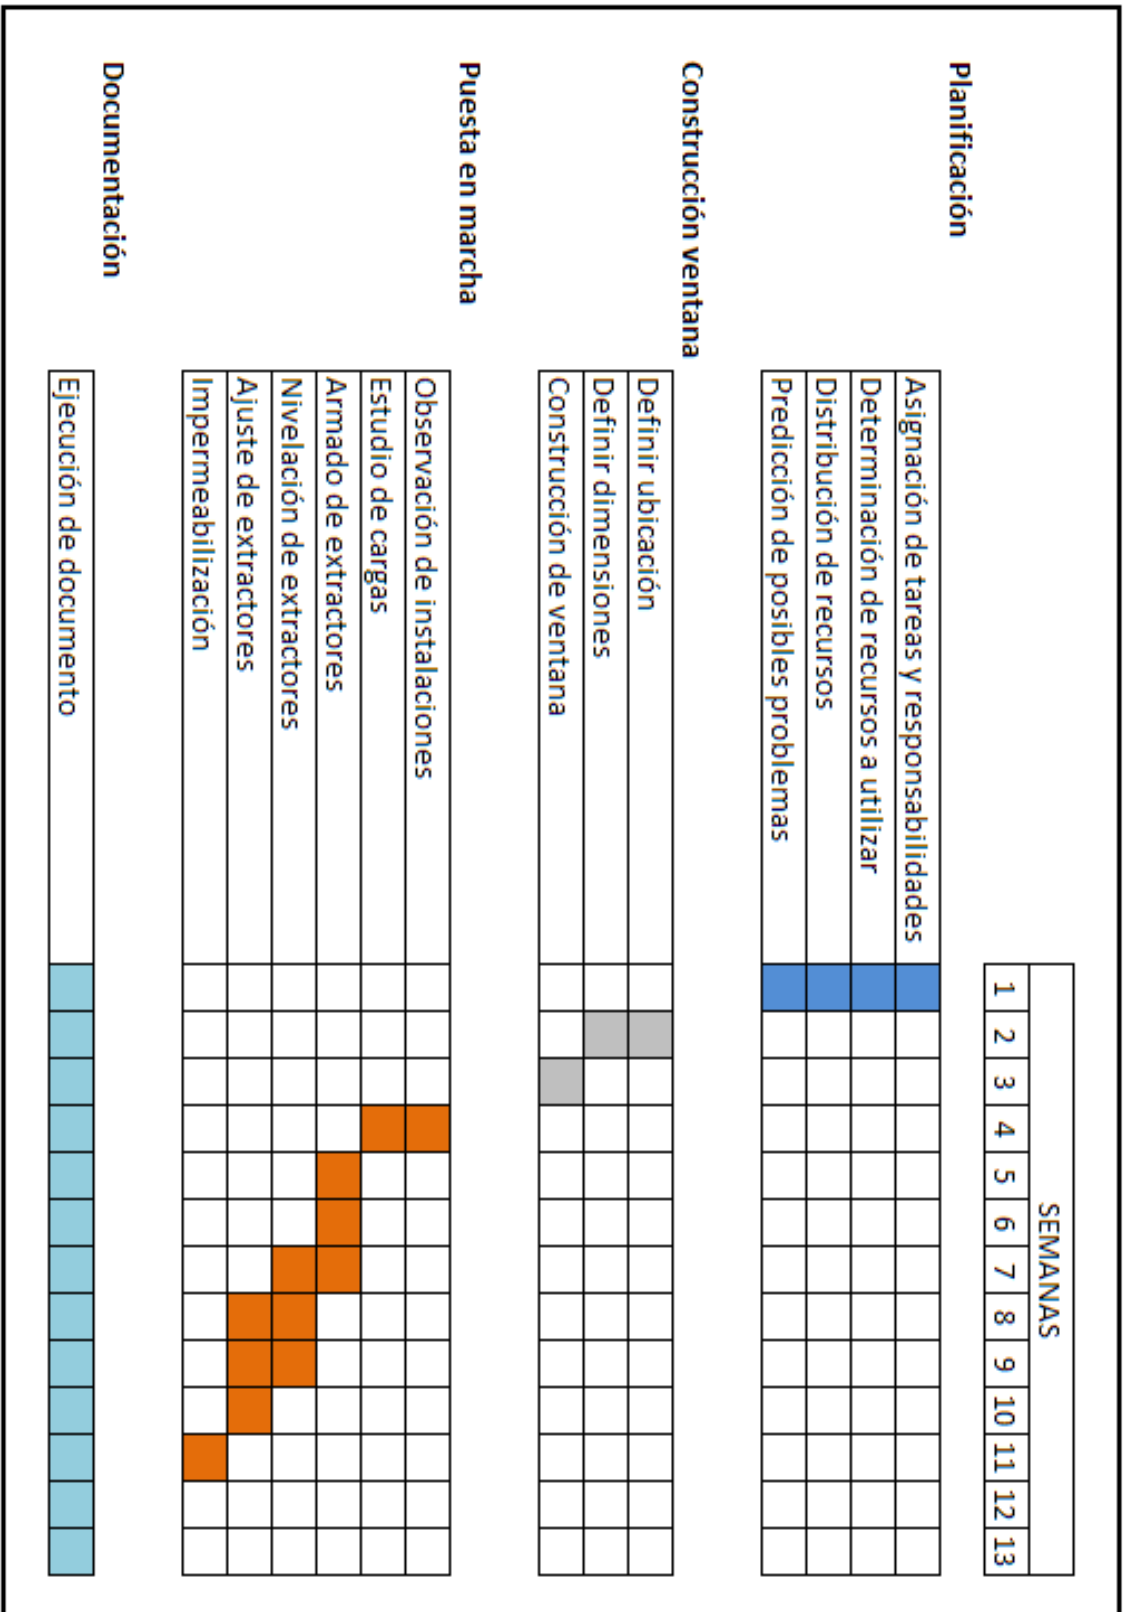 SEMANAS
1 2 3 4 5 6 7 8 9 10 11 12 13
Planificación
Asignación de tareas y responsabilidades
Determinación de recursos a utilizar
Distribución de recursos
Predicción de posibles problemas
Construcción ventana
Definir ubicación
Definir dimensiones
Construcción de ventana
Puesta en marcha
Observación de instalaciones
Estudio de cargas
Armado de extractores
Nivelación de extractores
Ajuste de extractores
Impermeabilización
Documentación
Ejecución de documento